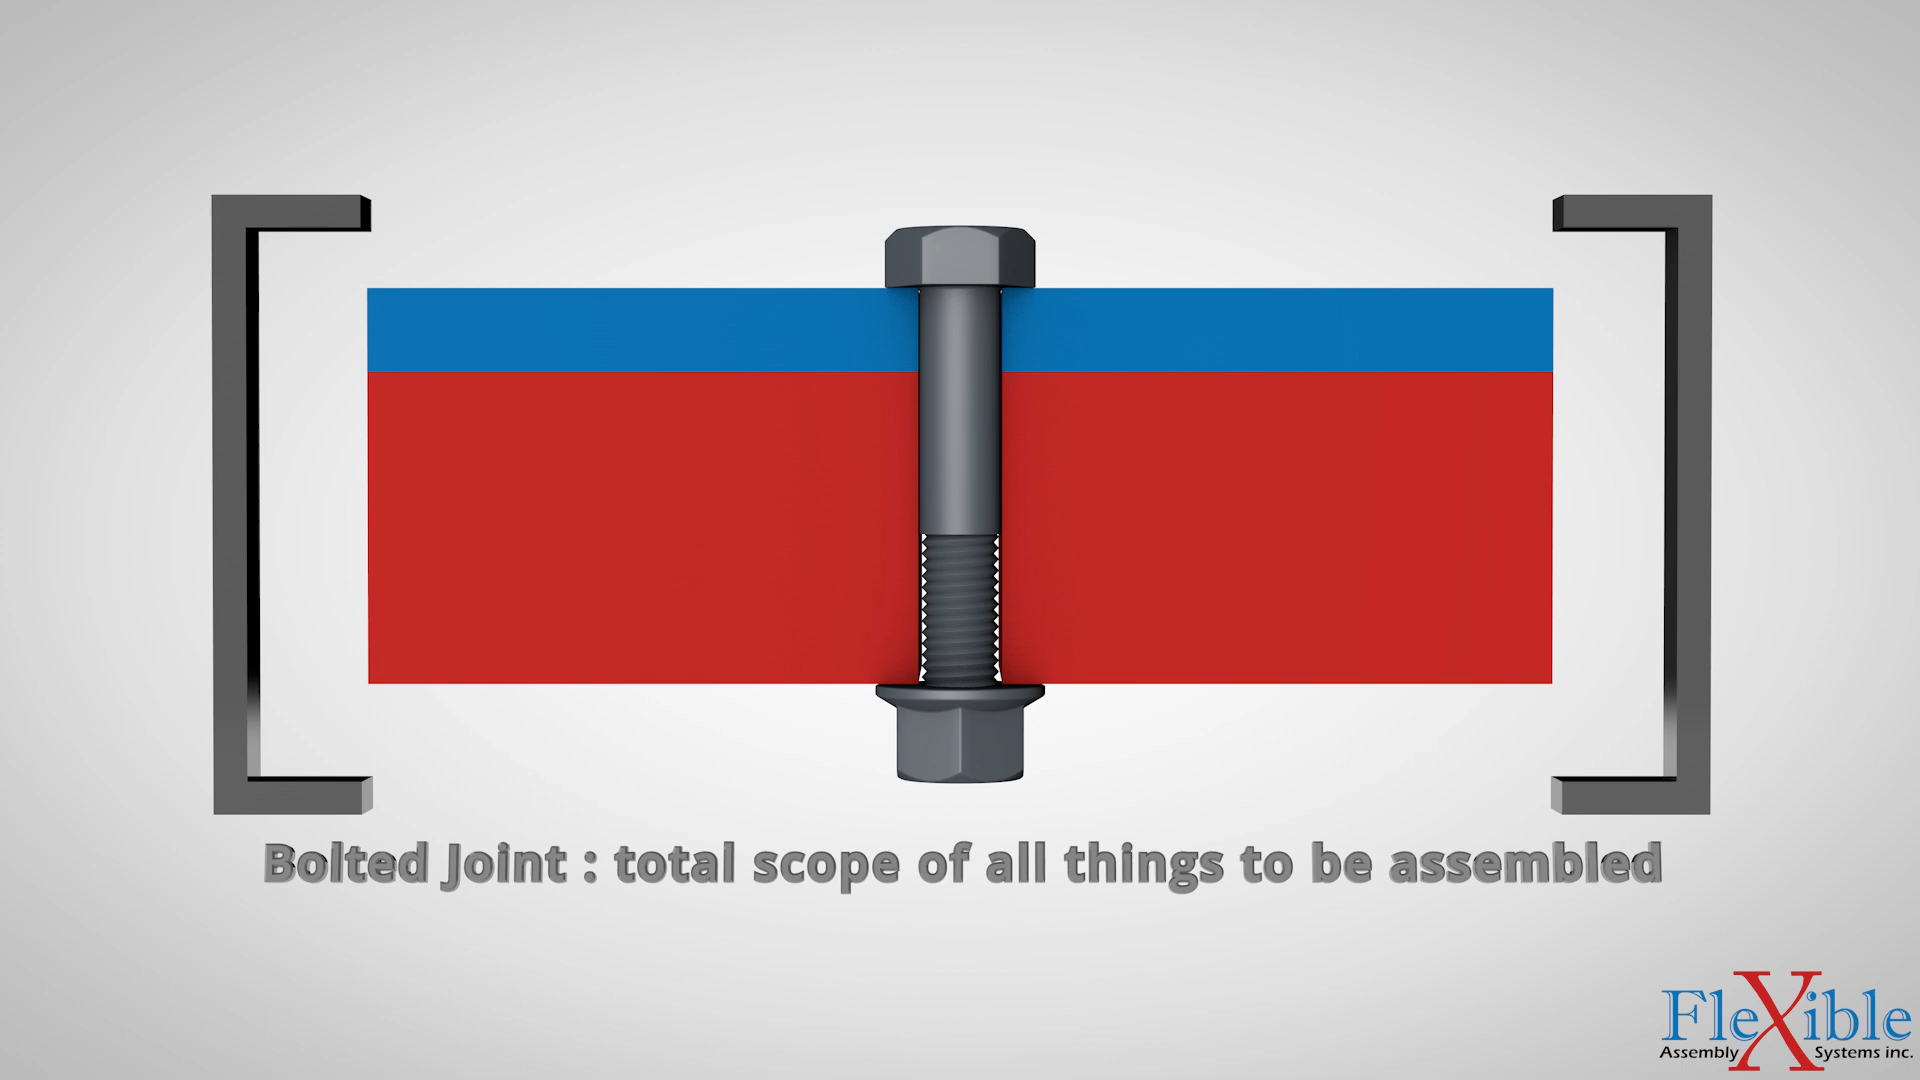 Bolted Joint : total scope of all things to be assembled
FleXible
Assembly Systems inc.